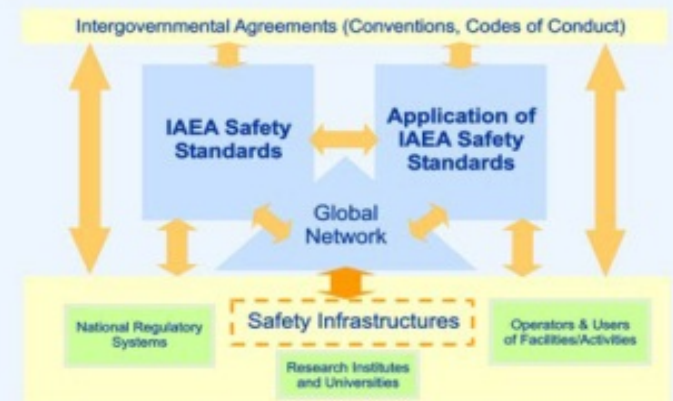 Intergovernmental Agreements (Conventions, Codes of Conduct)
IAEA Safety
Standards
Application of
IAEA Safety
Standards
Global
Network
National Regulatory
Systems
Safety Infrastructures
Operators & Users
of Facilities/Activities
Research Institutes
and Universities